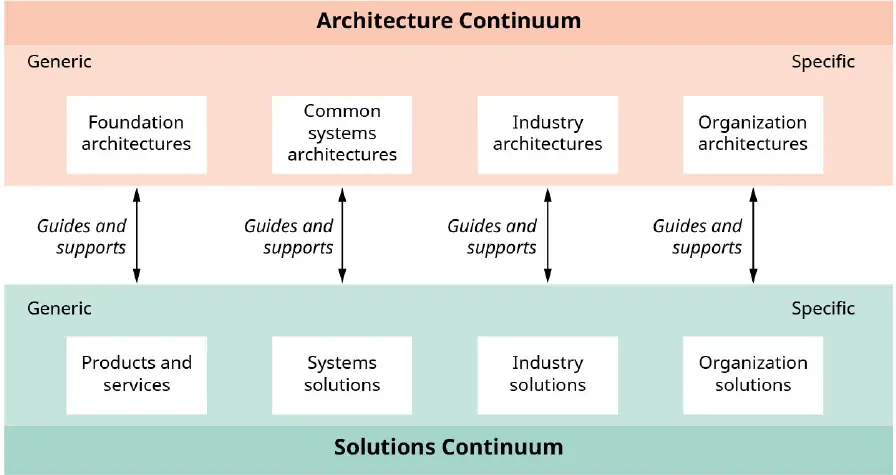 Architecture Continuum
Generic
Specific
Foundation
architectures
Common
systems
architectures
Industry
architectures
Organization
architectures
Guides and
supports
Guides and
supports
Guides and
supports
Guides and
supports
Generic
Specific
Products and
services
Systems
solutions
Industry
solutions
Organization
solutions
Solutions Continuum